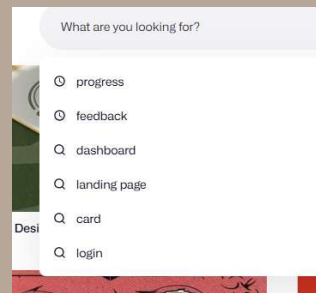 What are you looking for?
progress
feedback
dashboard
landing page
card
Desi
login